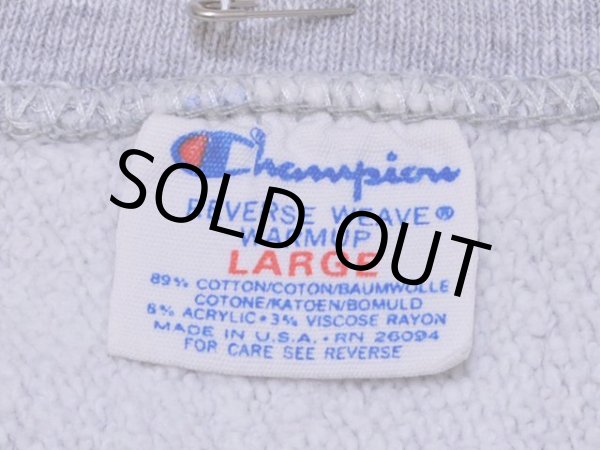 Champion
REVERSE WEAVE®
WARMUP
LARGE
89% COTTON/COTON/BAUMWOLLE
COTONE/KATOEN/BOMULD
8% ACRYLIC • 3% VISCOSE RAYON
MADE IN U.S.A. • RN 26094
FOR CARE SEE REVERSE
SOLD OUT